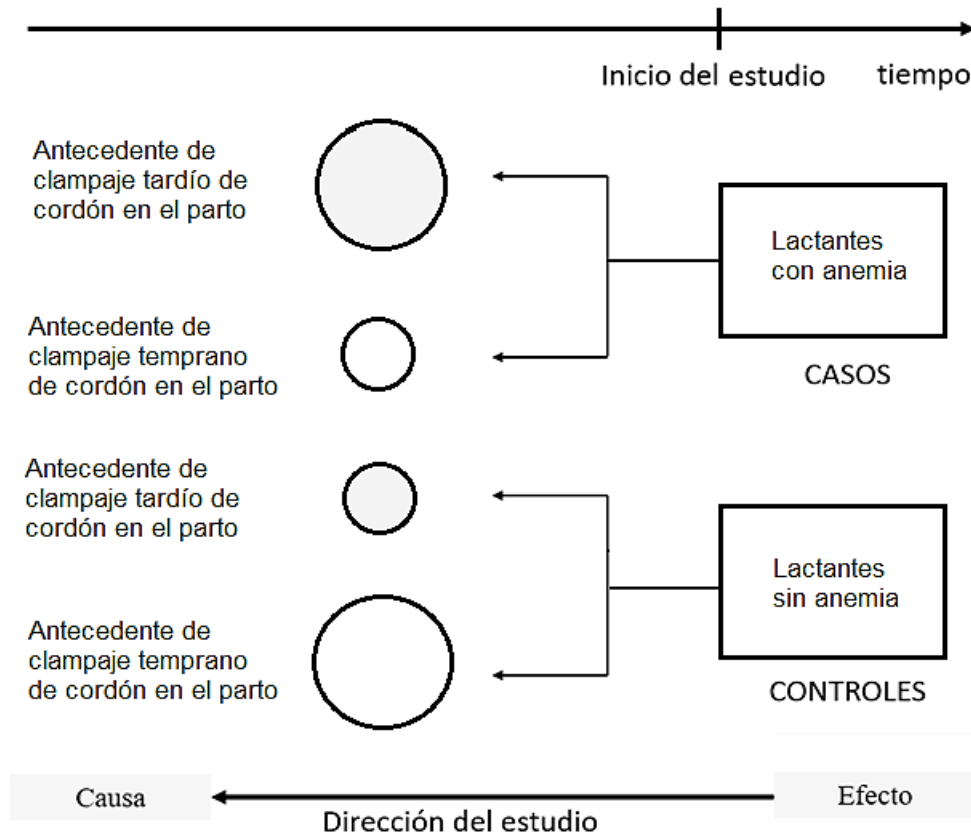 Inicio del estudio
tiempo
Antecedente de
clampaje tardío de
cordón en el parto
Lactantes
con anemia
Antecedente de
clampaje temprano
de cordón en el parto
CASOS
Antecedente de
clampaje tardío de
cordón en el parto
Lactantes
sin anemia
Antecedente de
clampaje temprano
de cordón en el parto
CONTROLES
Causa
Efecto
Dirección del estudio